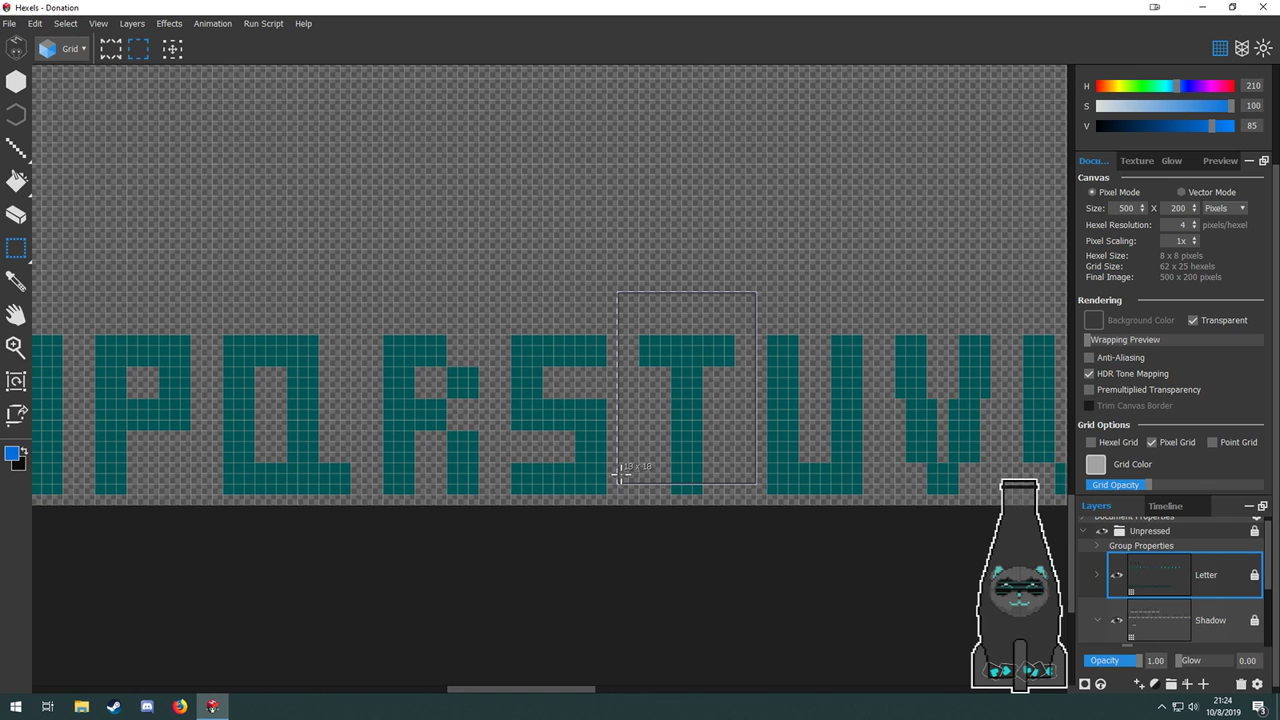 Hexels - Donation
File Edit Select View Layers Effects Animation Run Script Help
Grid
H 210
S 100
V 85
Docu... Texture Glow Preview
Canvas
Pixel Mode Vector Mode
Size: 500 X 200 Pixels
Hexel Resolution: 4 pixels/hexel
Pixel Scaling: 1x
Hexel Size: 8 x 8 pixels
Grid Size: 62 x 25 hexels
Final Image: 500 x 200 pixels
Rendering
Background Color Transparent
Wrapping Preview
Anti-Aliasing
HDR Tone Mapping
Premultiplied Transparency
Trim Canvas Border
Grid Options
Hexel Grid Pixel Grid Point Grid
Grid Color
Grid Opacity
P Q R S T U V
13 x 18
Layers Timeline
Document Properties
Unpressed
Group Properties
Letter
Shadow
Opacity 1.00 Glow 0.00
21:24
10/8/2019
3